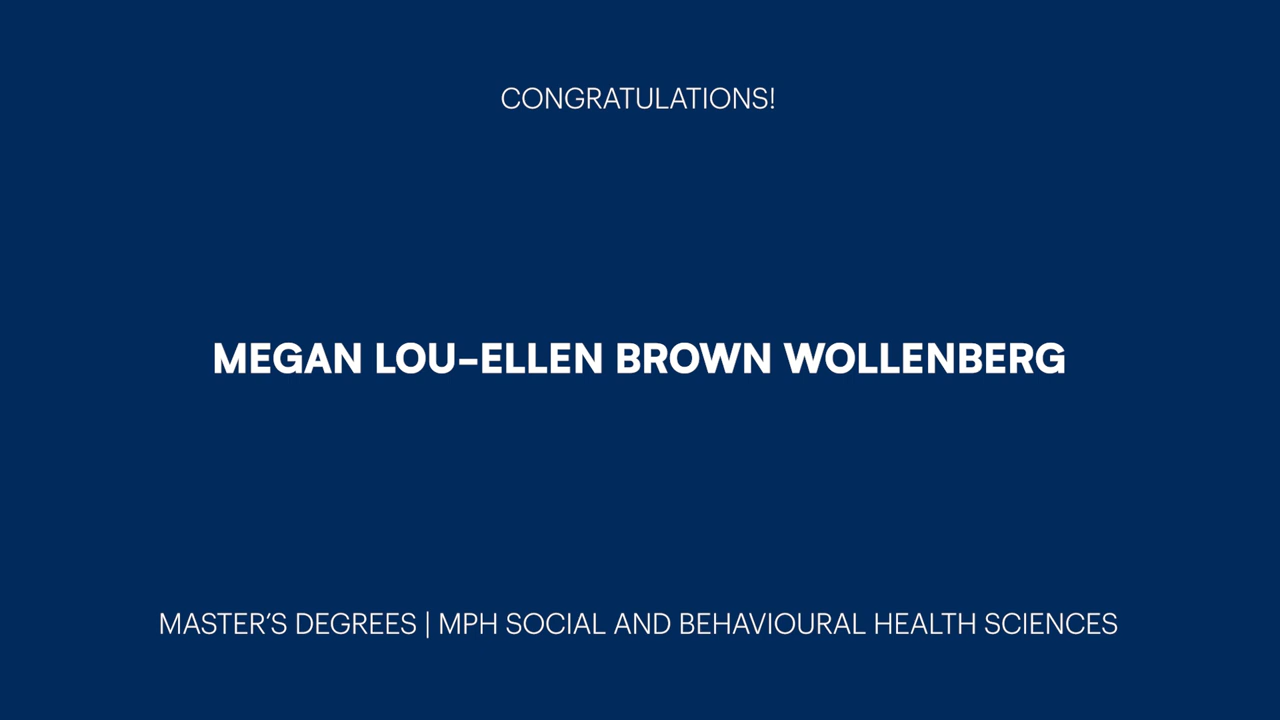 CONGRATULATIONS!
MEGAN LOU-ELLEN BROWN WOLLENBERG
MASTER’S DEGREES | MPH SOCIAL AND BEHAVIOURAL HEALTH SCIENCES